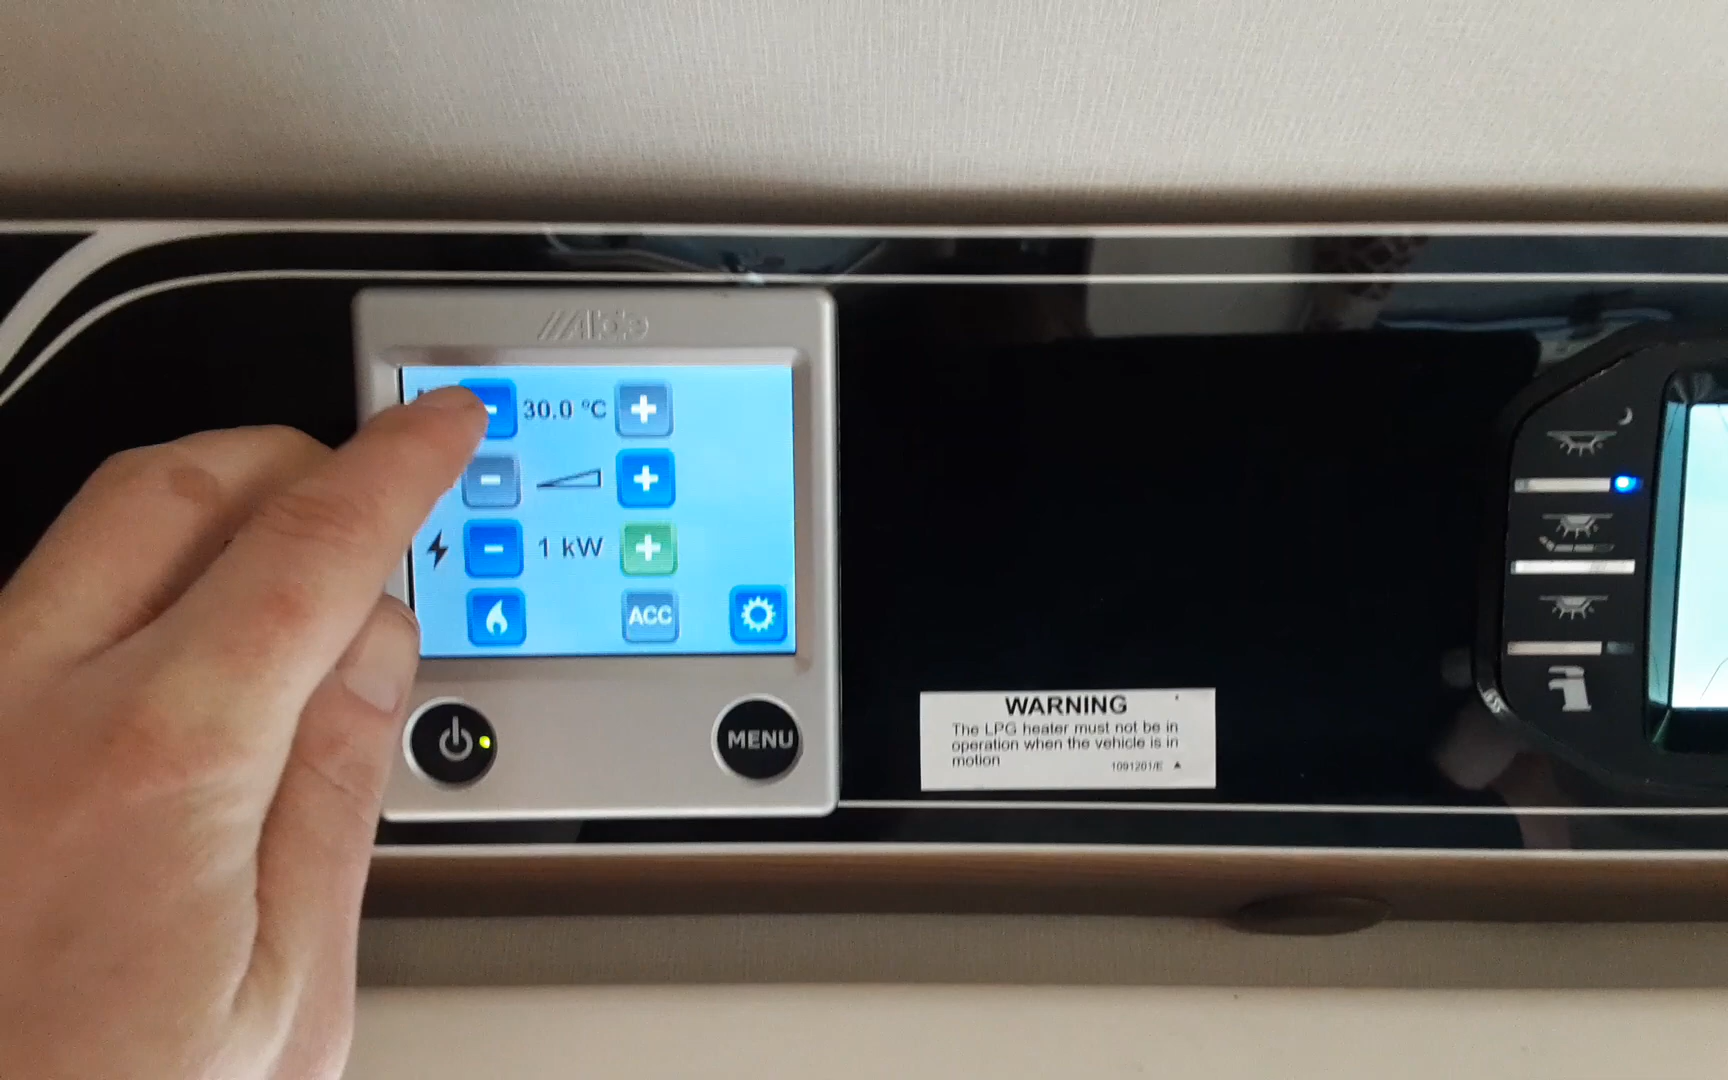 Alde
30.0 °C
1 kW
ACC
MENU
WARNING
The LPG heater must not be in
operation when the vehicle is in
motion
1091201/E